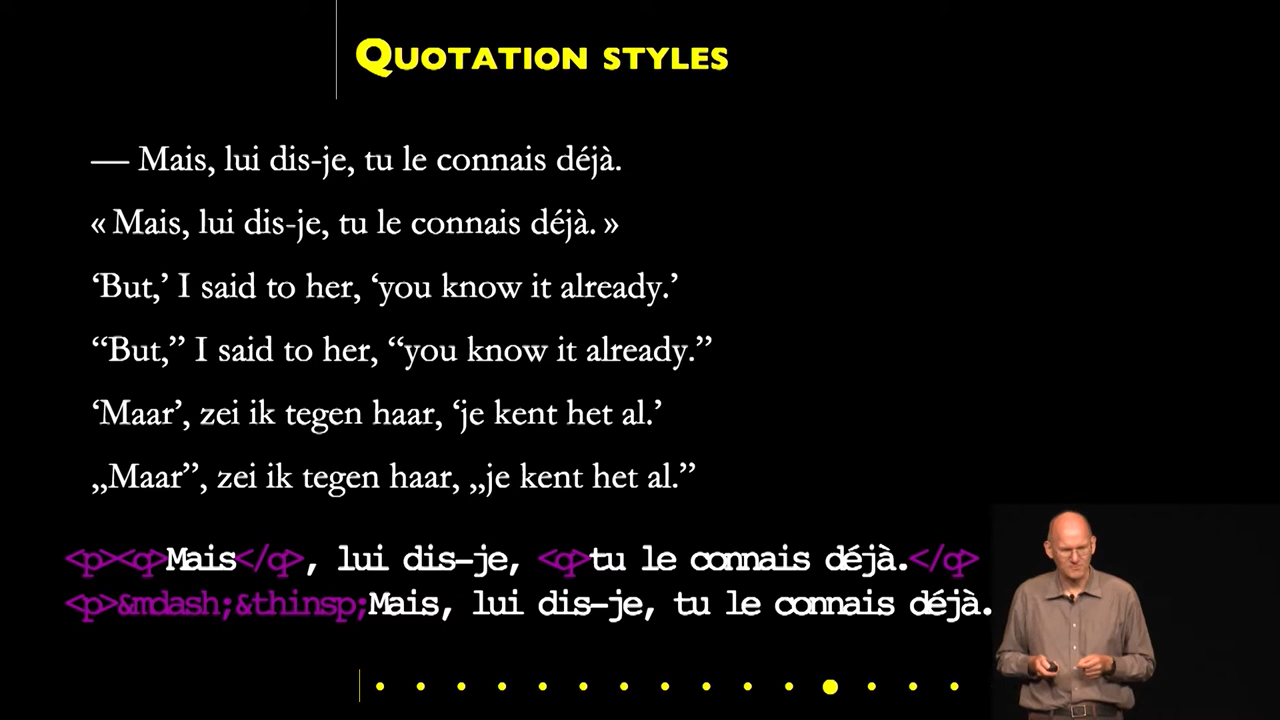 QUOTATION STYLES
— Mais, lui dis-je, tu le connais déjà.
« Mais, lui dis-je, tu le connais déjà. »
‘But,’ I said to her, ‘you know it already.’
“But,” I said to her, “you know it already.”
‘Maar’, zei ik tegen haar, ‘je kent het al.’
„Maar”, zei ik tegen haar, „je kent het al.”
<p><q>Mais</q>, lui dis-je, <q>tu le connais déjà.</q>
<p>&mdash;&thinsp;Mais, lui dis-je, tu le connais déjà.